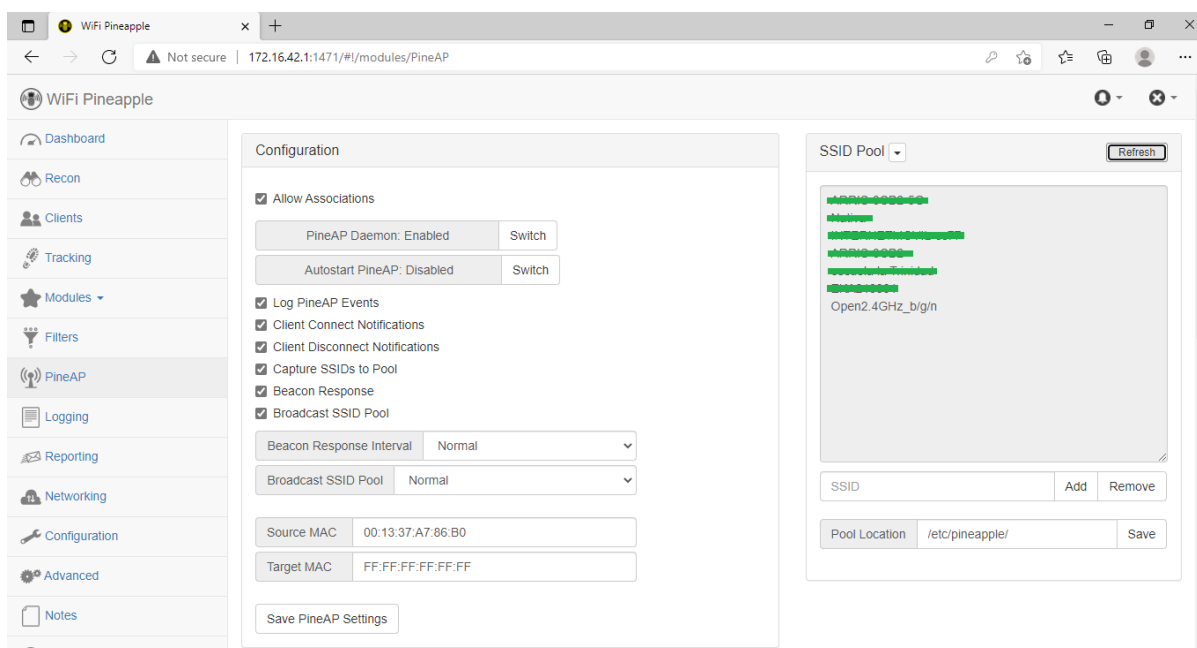 WiFi Pineapple
Not secure 172.16.42.1:1471/#!/modules/PineAP
WiFi Pineapple
Dashboard
Recon
Clients
Tracking
Modules
Filters
PineAP
Logging
Reporting
Networking
Configuration
Advanced
Notes
Configuration
Allow Associations
PineAP Daemon: Enabled Switch
Autostart PineAP: Disabled Switch
Log PineAP Events
Client Connect Notifications
Client Disconnect Notifications
Capture SSIDs to Pool
Beacon Response
Broadcast SSID Pool
Beacon Response Interval Normal
Broadcast SSID Pool Normal
Source MAC 00:13:37:A7:86:B0
Target MAC FF:FF:FF:FF:FF:FF
Save PineAP Settings
SSID Pool Refresh
Open2.4GHz_b/g/n
SSID Add Remove
Pool Location /etc/pineapple/ Save